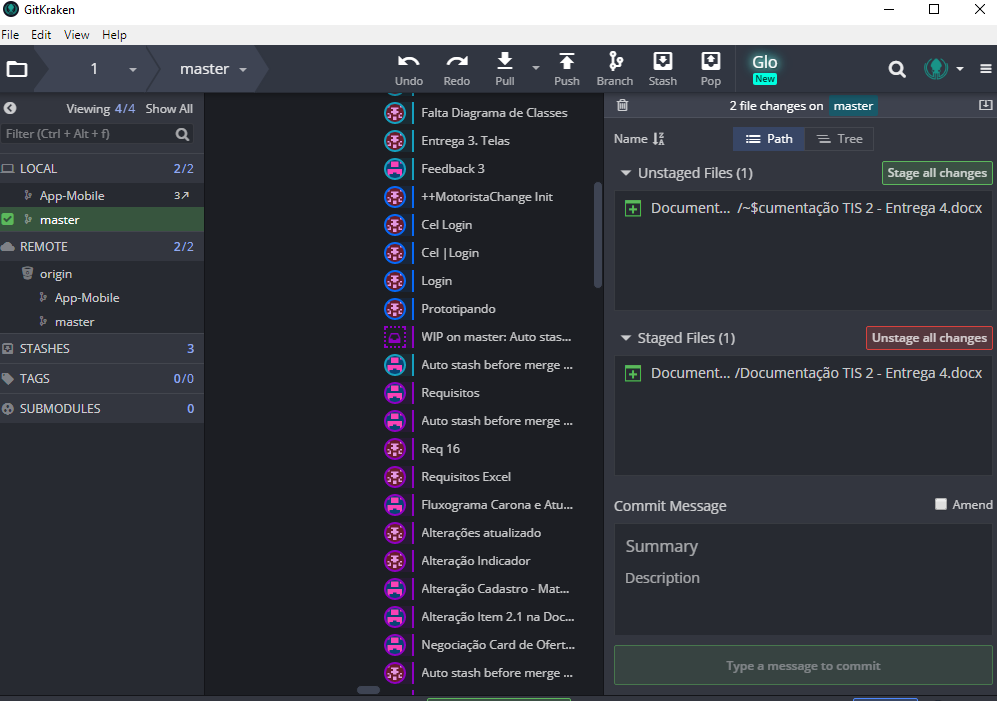 GitKraken
File Edit View Help
1 master Undo Redo Pull Push Branch Stash Pop Glo New
Viewing 4/4 Show All
Filter (Ctrl + Alt + f)
LOCAL 2/2
App-Mobile 3↗
master
REMOTE 2/2
origin
App-Mobile
master
STASHES 3
TAGS 0/0
SUBMODULES 0
Falta Diagrama de Classes
Entrega 3. Telas
Feedback 3
++MotoristaChange Init
Cel Login
Cel |Login
Login
Prototipando
WIP on master: Auto stas...
Auto stash before merge ...
Requisitos
Auto stash before merge ...
Req 16
Requisitos Excel
Fluxograma Carona e Atu...
Alterações atualizado
Alteração Indicador
Alteração Cadastro - Mat...
Alteração Item 2.1 na Doc...
Negociação Card de Ofert...
Auto stash before merge ...
2 file changes on master
Name Path Tree
Unstaged Files (1) Stage all changes
Document... /~$cumentação TIS 2 - Entrega 4.docx
Staged Files (1) Unstage all changes
Document... /Documentação TIS 2 - Entrega 4.docx
Commit Message Amend
Summary
Description
Type a message to commit